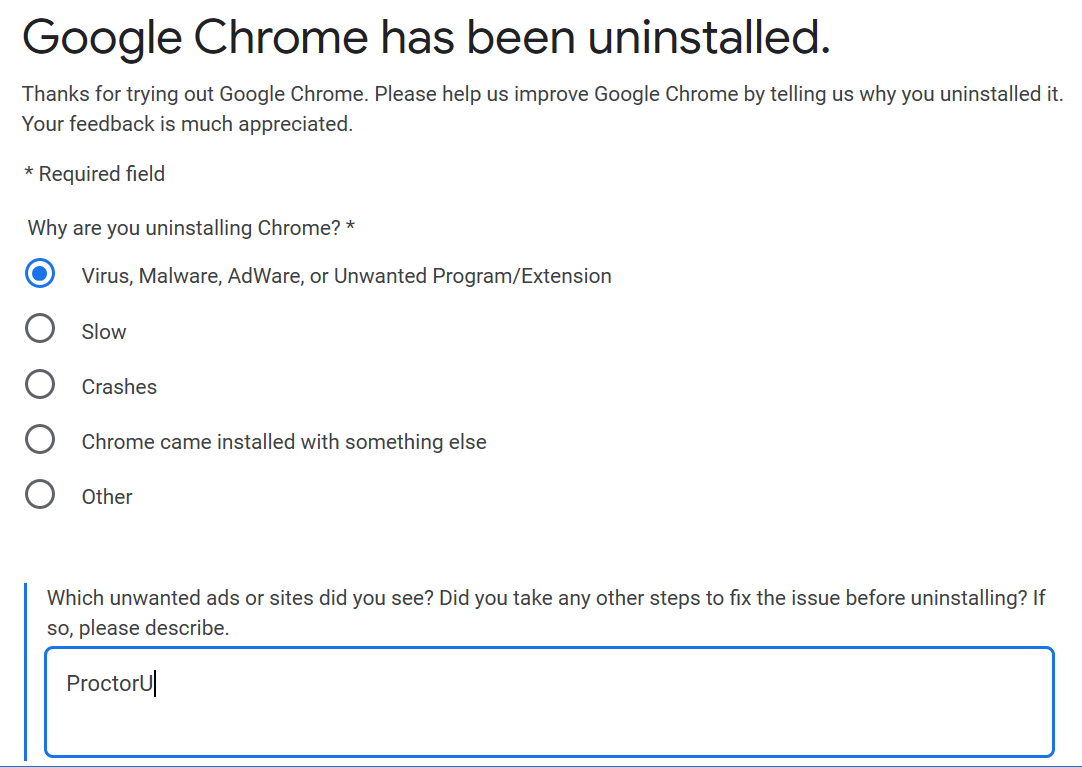 Google Chrome has been uninstalled.
Thanks for trying out Google Chrome. Please help us improve Google Chrome by telling us why you uninstalled it.
Your feedback is much appreciated.
* Required field
Why are you uninstalling Chrome? *
Virus, Malware, AdWare, or Unwanted Program/Extension
Slow
Crashes
Chrome came installed with something else
Other
Which unwanted ads or sites did you see? Did you take any other steps to fix the issue before uninstalling? If
so, please describe.
ProctorU